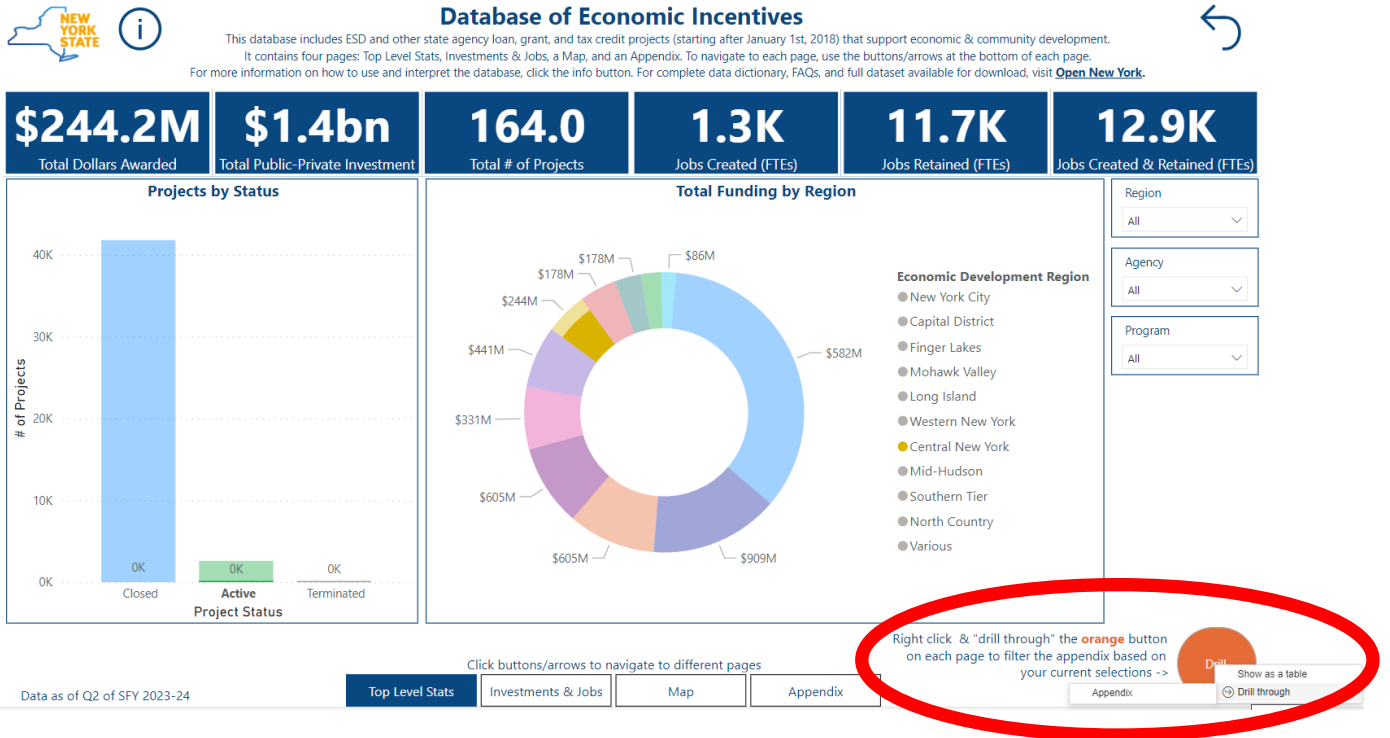 NEW
YORK
STATE
i
Database of Economic Incentives
This database includes ESD and other state agency loan, grant, and tax credit projects (starting after January 1st, 2018) that support economic & community development.
It contains four pages: Top Level Stats, Investments & Jobs, a Map, and an Appendix. To navigate to each page, use the buttons/arrows at the bottom of each page.
For more information on how to use and interpret the database, click the info button. For complete data dictionary, FAQs, and full dataset available for download, visit Open New York.
$244.2M
Total Dollars Awarded
$1.4bn
Total Public-Private Investment
164.0
Total # of Projects
1.3K
Jobs Created (FTEs)
11.7K
Jobs Retained (FTEs)
12.9K
Jobs Created & Retained (FTEs)
Projects by Status
# of Projects
40K
30K
20K
10K
0K
0K
0K
0K
Closed
Active
Terminated
Project Status
Total Funding by Region
$86M
$178M
$178M
$244M
$441M
$331M
$605M
$605M
$909M
$582M
Economic Development Region
New York City
Capital District
Finger Lakes
Mohawk Valley
Long Island
Western New York
Central New York
Mid-Hudson
Southern Tier
North Country
Various
Region
All
Agency
All
Program
All
Right click & "drill through" the orange button
on each page to filter the appendix based on
your current selections ->
Show as a table
Drill through
Appendix
Click buttons/arrows to navigate to different pages
Data as of Q2 of SFY 2023-24
Top Level Stats
Investments & Jobs
Map
Appendix